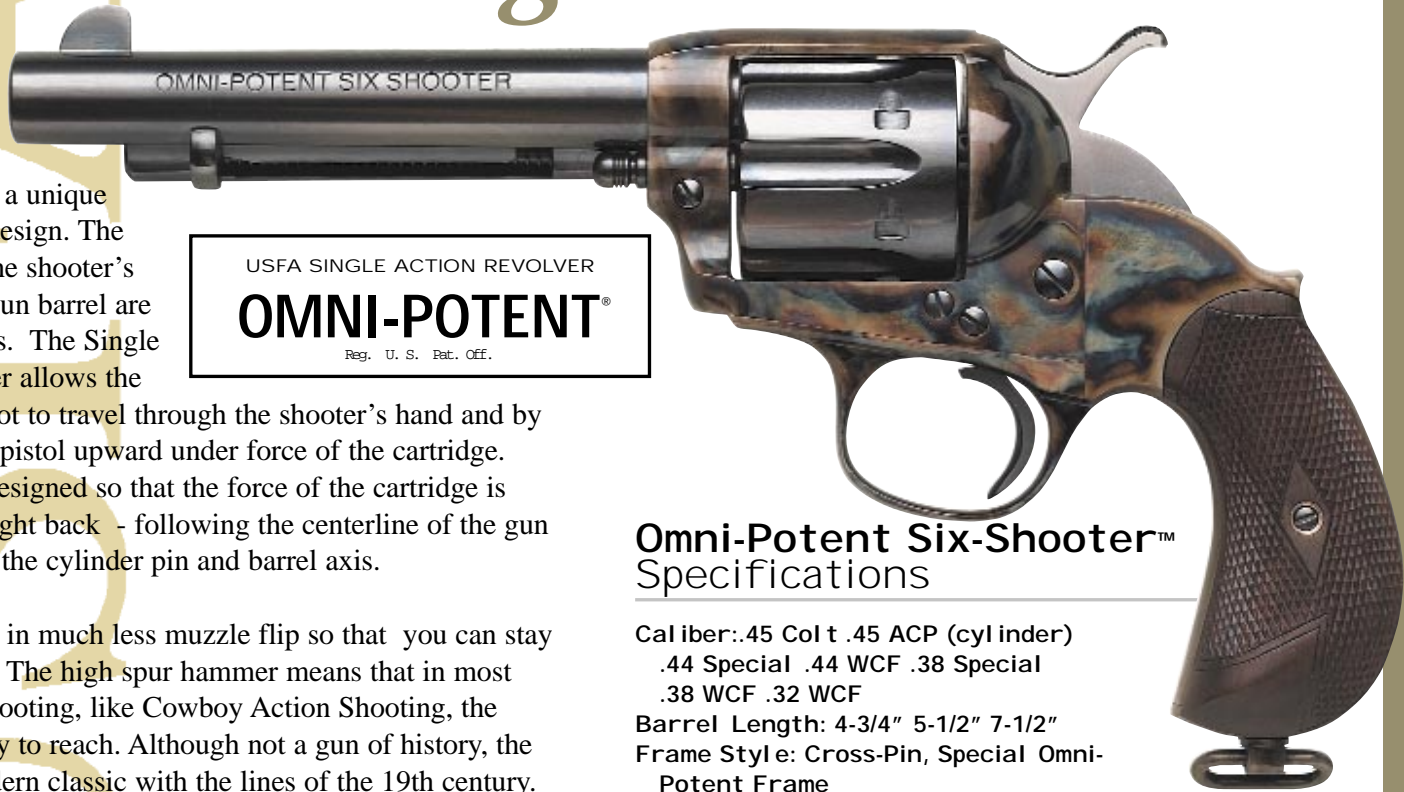 OMNI-POTENT SIX SHOOTER
a unique
esign. The
he shooter's
un barrel are
s. The Single
er allows the
ot to travel through the shooter's hand and by
pistol upward under force of the cartridge.
esigned so that the force of the cartridge is
ght back - following the centerline of the gun
the cylinder pin and barrel axis.
in much less muzzle flip so that you can stay
The high spur hammer means that in most
ooting, like Cowboy Action Shooting, the
y to reach. Although not a gun of history, the
dern classic with the lines of the 19th century.
USFA SINGLE ACTION REVOLVER
OMNI-POTENT®
Reg. U. S. Pat. Off.
Omni-Potent Six-Shooter™
Specifications
Caliber:.45 Colt .45 ACP (cylinder)
.44 Special .44 WCF .38 Special
.38 WCF .32 WCF
Barrel Length: 4-3/4" 5-1/2" 7-1/2"
Frame Style: Cross-Pin, Special Omni-
Potent Frame